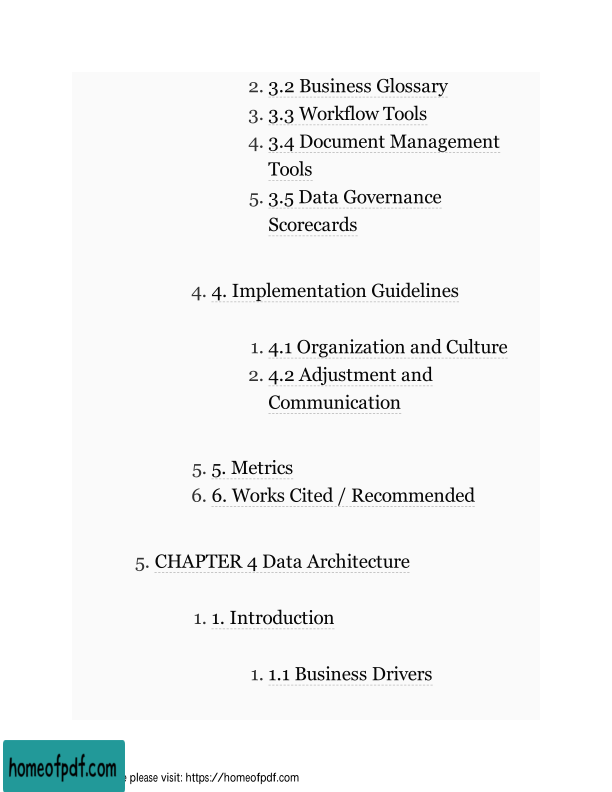 2. 3.2 Business Glossary
3. 3.3 Workflow Tools
4. 3.4 Document Management
Tools
5. 3.5 Data Governance
Scorecards
4. 4. Implementation Guidelines
1. 4.1 Organization and Culture
2. 4.2 Adjustment and
Communication
5. 5. Metrics
6. 6. Works Cited / Recommended
5. CHAPTER 4 Data Architecture
1. 1. Introduction
1. 1.1 Business Drivers
homeofpdf.com
please visit: https://homeofpdf.com